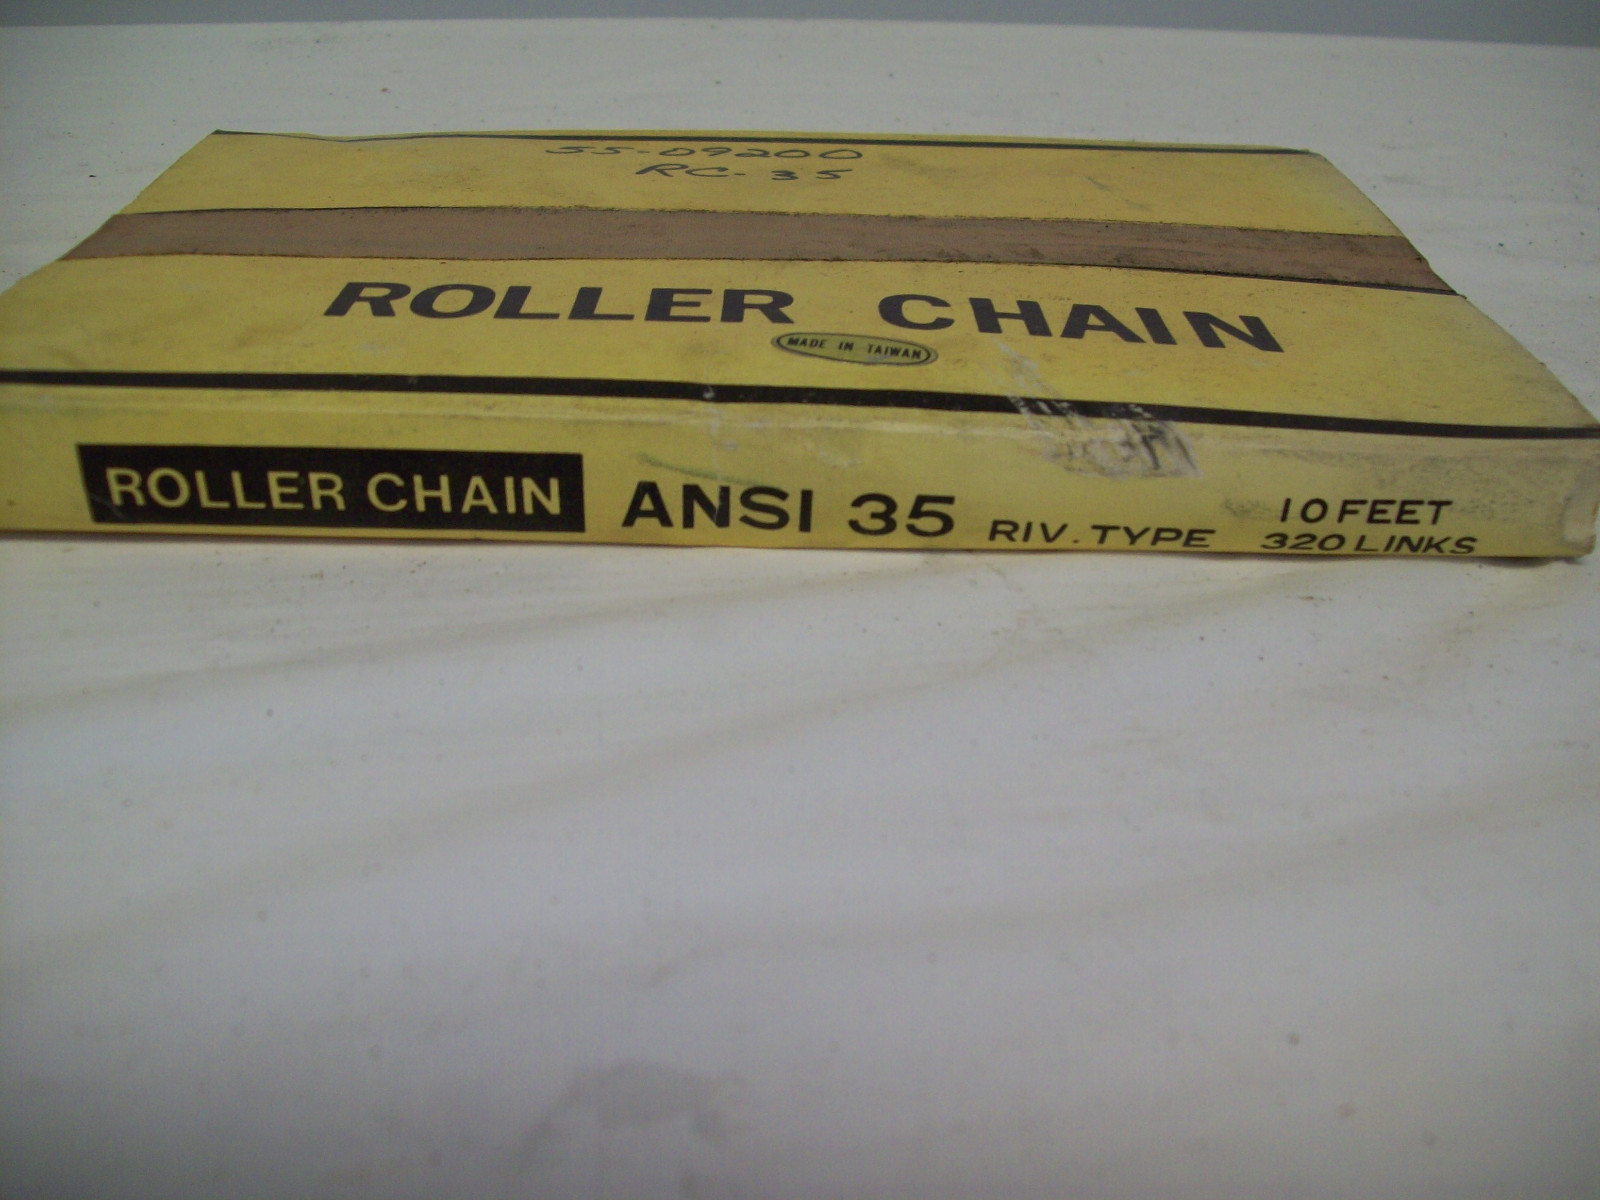 55-09200
RC-35
ROLLER CHAIN
MADE IN TAIWAN
ROLLER CHAIN ANSI 35 RIV. TYPE 10 FEET
320 LINKS